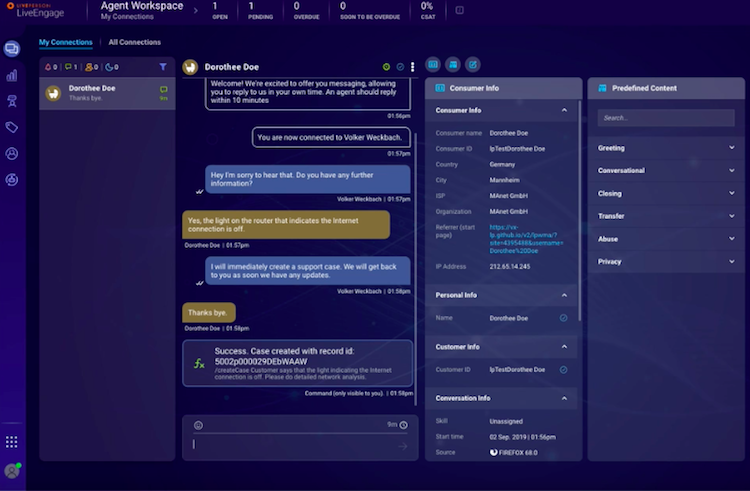 LIVEPERSON
LiveEngage
Agent Workspace
My Connections
1
OPEN
1
PENDING
0
OVERDUE
0
SOON TO BE OVERDUE
0%
CSAT
My Connections
All Connections
0
1
0
0
Dorothee Doe
Thanks bye.
9m
Dorothee Doe
Welcome! We're excited to offer you messaging, allowing
you to reply to us in your own time. An agent should reply
within 10 minutes
01:56pm
You are now connected to Volker Weckbach.
01:57pm
Hey I'm sorry to hear that. Do you have any further
information?
Volker Weckbach | 01:57pm
Yes, the light on the router that indicates the Internet
connection is off.
Dorothee Doe | 01:57pm
I will immediately create a support case. We will get back
to you as soon we have any updates.
Volker Weckbach | 01:58pm
Thanks bye.
Dorothee Doe | 01:58pm
Success. Case created with record id:
5002p000029DEbWAAW
/createCase Customer says that the light indicating the Internet
connection is off. Please do detailed network analysis.
Command (only visible to you). | 01:58pm
9m
Consumer Info
Consumer Info
Consumer name Dorothee Doe
Consumer ID lpTestDorothee Doe
Country Germany
City Mannheim
ISP MAnet GmbH
Organization MAnet GmbH
Referrer (start
page)
https://vx-
lp.github.io/v2/lpwma/?
site=4395488&username=
Dorothee%20Doe
IP Address 212.65.14.245
Personal Info
Name Dorothee Doe
Customer Info
Customer ID lpTestDorothee Doe
Conversation Info
Skill Unassigned
Start time 02 Sep. 2019 | 01:56pm
Source FIREFOX 68.0
Predefined Content
Search...
Greeting
Conversational
Closing
Transfer
Abuse
Privacy